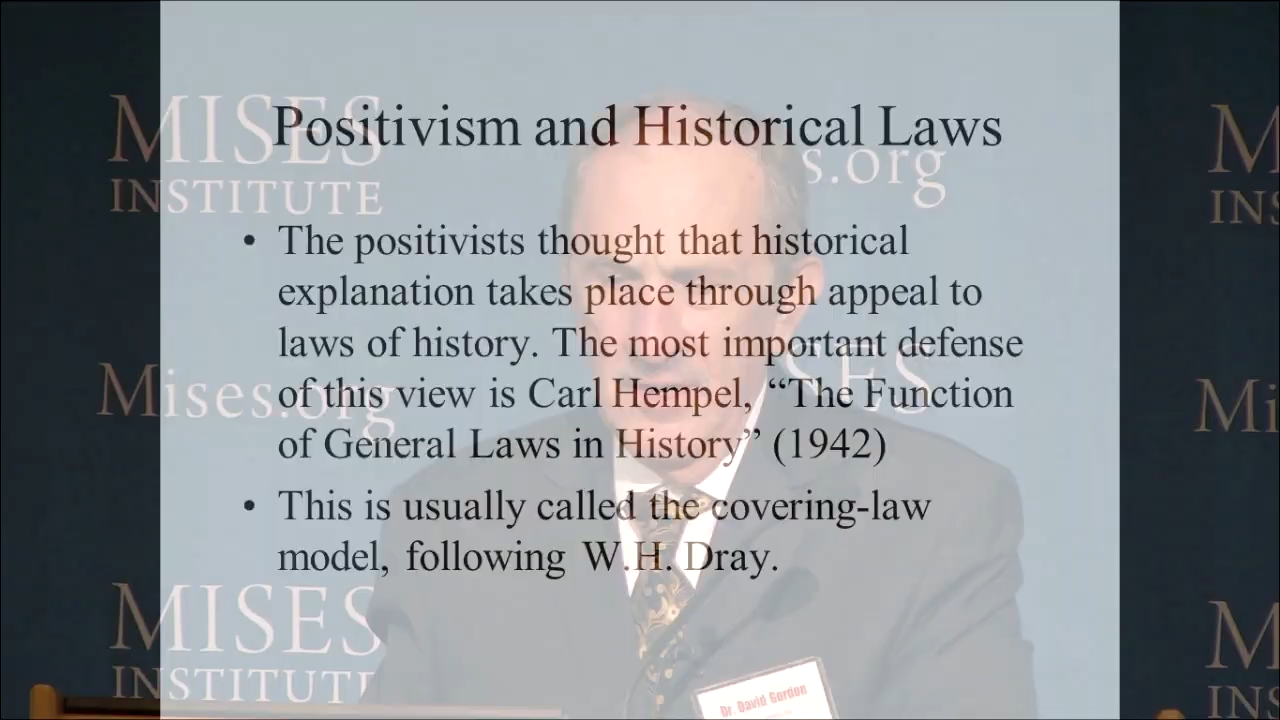 Positivism and Historical Laws
• The positivists thought that historical
explanation takes place through appeal to
laws of history. The most important defense
of this view is Carl Hempel, “The Function
of General Laws in History” (1942)
• This is usually called the covering-law
model, following W.H. Dray.
MISES
INSTITUTE
s.org
M
INS
Mises.org
SES
Mi
MISES
INSTITUT
M
INS
Dr. David Gordon